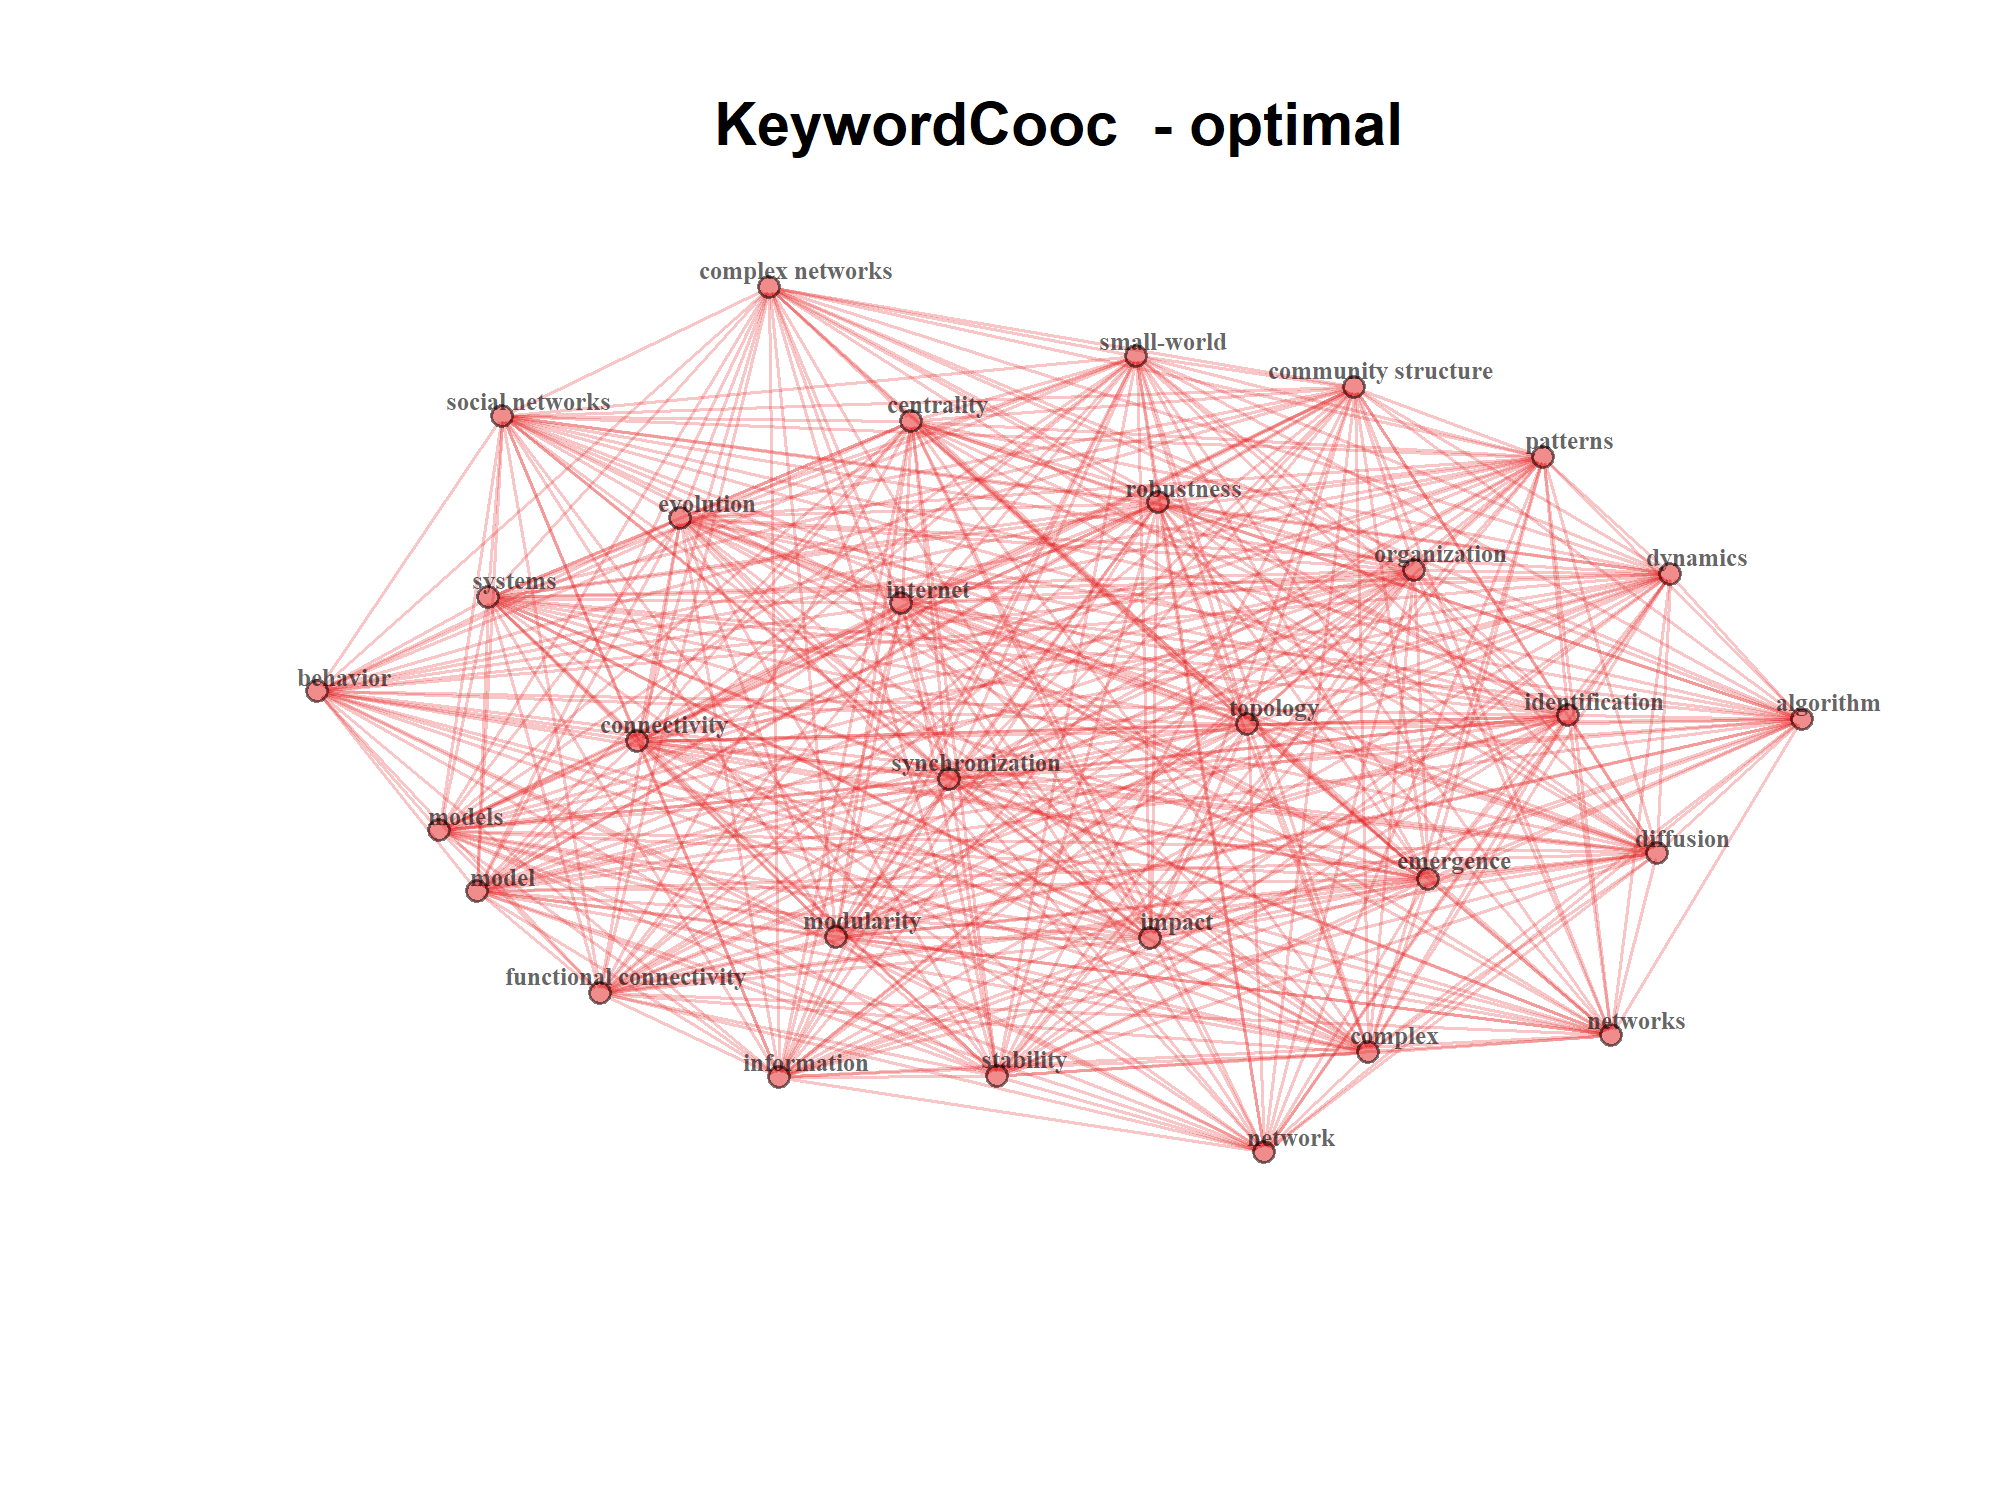 KeywordCooc - optimal
complex networks
small-world
community structure
social networks
centrality
patterns
robustness
evolution
organization
dynamics
systems
internet
behavior
identification
algorithm
topology
connectivity
synchronization
models
diffusion
emergence
model
modularity
impact
functional connectivity
networks
complex
information
stability
network